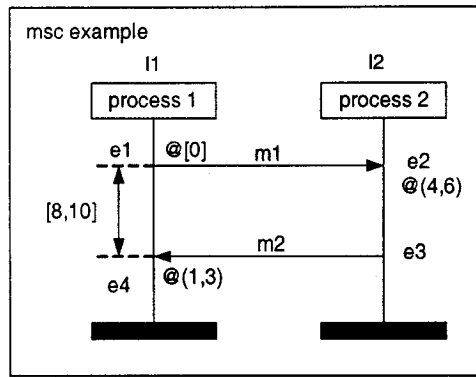 msc example
I1
I2
process 1
process 2
e1
@[0]
m1
e2
@(4,6)
[8,10]
m2
e3
e4
@(1,3)